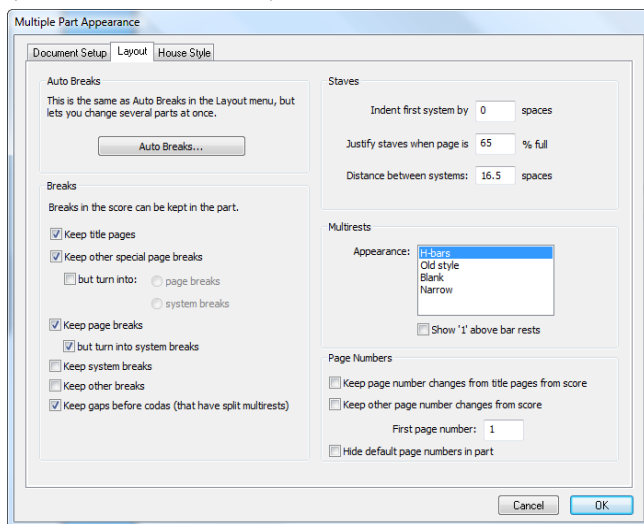 Multiple Part Appearance
Document Setup
Layout
House Style
Auto Breaks
This is the same as Auto Breaks in the Layout menu, but
lets you change several parts at once.
Auto Breaks...
Breaks
Breaks in the score can be kept in the part.
Keep title pages
Keep other special page breaks
but turn into:
page breaks
system breaks
Keep page breaks
but turn into system breaks
Keep system breaks
Keep other breaks
Keep gaps before codas (that have split multirests)
Staves
Indent first system by 0 spaces
Justify staves when page is 65 % full
Distance between systems: 16.5 spaces
Multirests
Appearance:
H-bars
Old style
Blank
Narrow
Show '1' above bar rests
Page Numbers
Keep page number changes from title pages from score
Keep other page number changes from score
First page number: 1
Hide default page numbers in part
Cancel
OK